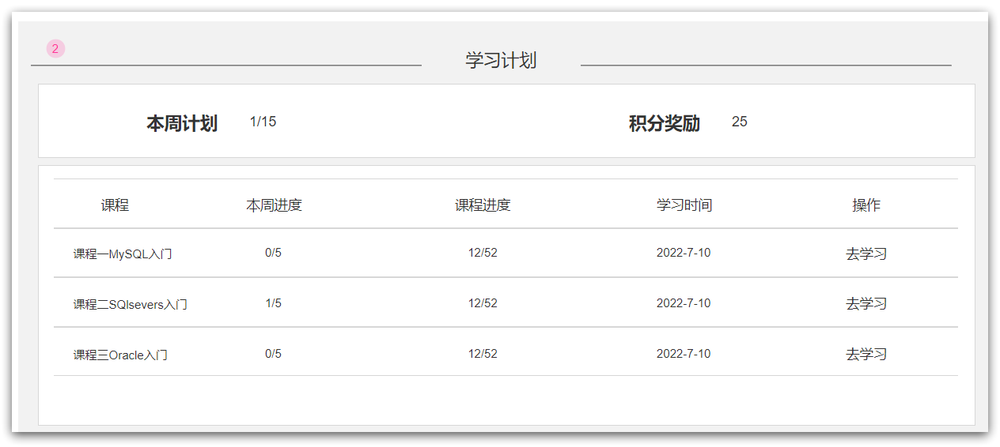 2
学习计划
本周计划 1/15 积分奖励 25
课程 本周进度 课程进度 学习时间 操作
课程一MySQL入门 0/5 12/52 2022-7-10 去学习
课程二SQlsevers入门 1/5 12/52 2022-7-10 去学习
课程三Oracle入门 0/5 12/52 2022-7-10 去学习